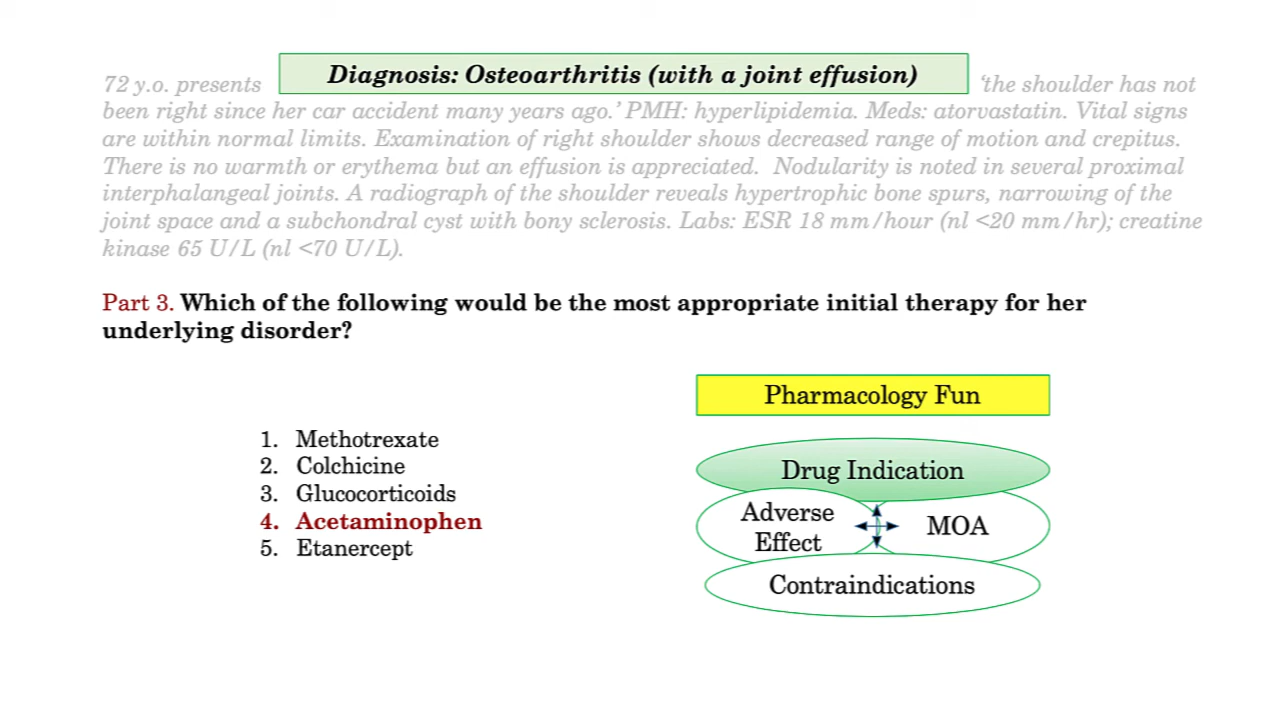 Diagnosis: Osteoarthritis (with a joint effusion)
72 y.o. presents 'the shoulder has not
been right since her car accident many years ago.' PMH: hyperlipidemia. Meds: atorvastatin. Vital signs
are within normal limits. Examination of right shoulder shows decreased range of motion and crepitus.
There is no warmth or erythema but an effusion is appreciated. Nodularity is noted in several proximal
interphalangeal joints. A radiograph of the shoulder reveals hypertrophic bone spurs, narrowing of the
joint space and a subchondral cyst with bony sclerosis. Labs: ESR 18 mm/hour (nl <20 mm/hr); creatine
kinase 65 U/L (nl <70 U/L).
Part 3. Which of the following would be the most appropriate initial therapy for her
underlying disorder?
1. Methotrexate
2. Colchicine
3. Glucocorticoids
4. Acetaminophen
5. Etanercept
Pharmacology Fun
Drug Indication
Adverse
Effect
MOA
Contraindications